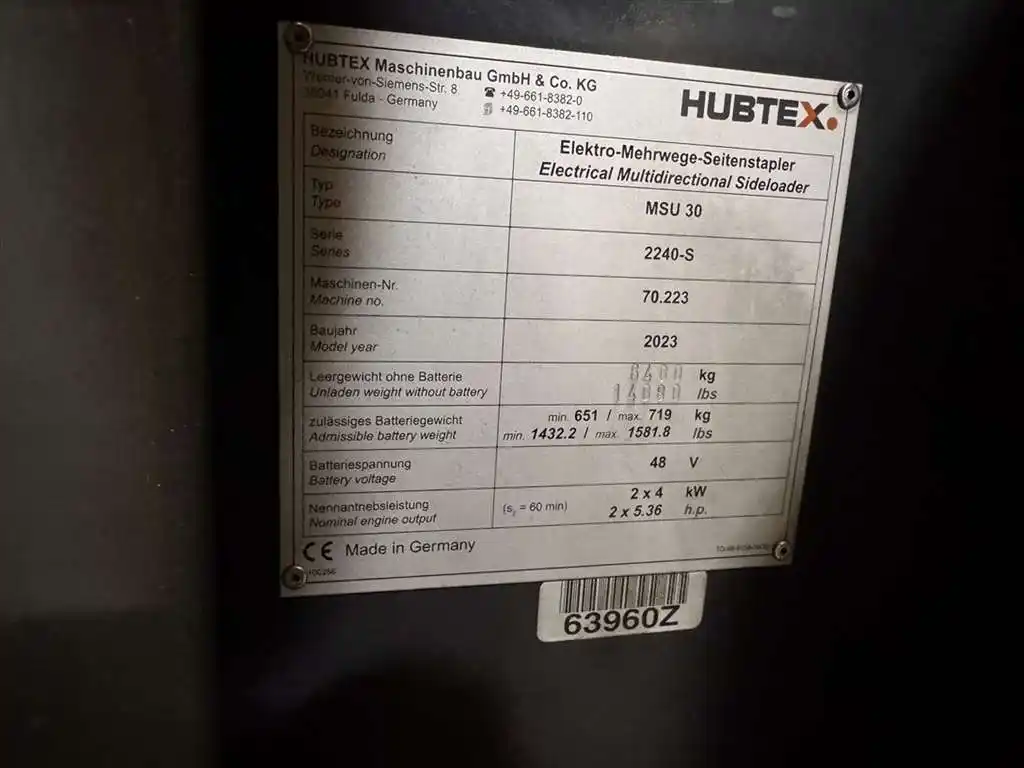 HUBTEX Maschinenbau GmbH & Co. KG
Werner-von-Siemens-Str. 8 ☎ +49-661-8382-0
36041 Fulda - Germany +49-661-8382-110
HUBTEX.
Bezeichnung Elektro-Mehrwege-Seitenstapler
Designation Electrical Multidirectional Sideloader
Typ
Type MSU 30
Serie
Series 2240-S
Maschinen-Nr.
Machine no. 70.223
Baujahr
Model year 2023
Leergewicht ohne Batterie 6400 kg
Unladen weight without battery lbs
zulässiges Batteriegewicht min. 651 / max. 719 kg
Admissible battery weight min. 1432.2 / max. 1581.8 lbs
Batteriespannung
Battery voltage 48 V
Nennantriebsleistung 2 x 4 kW
Nominal engine output (s₂ = 60 min) 2 x 5.36 h.p.
CE Made in Germany
63960Z